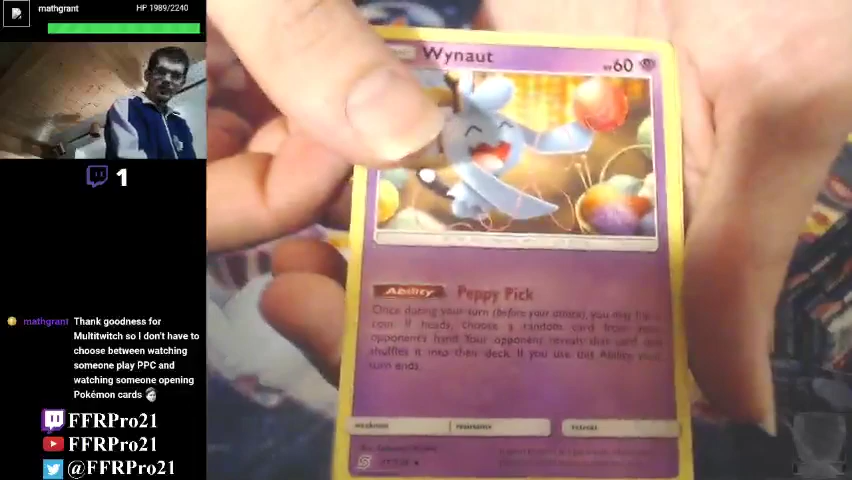 mathgrant HP 1989/2240
1
mathgrant Thank goodness for
Multitwitch so I don't have to
choose between watching
someone play PPC and
watching someone opening
Pokémon cards
FFRPro21
FFRPro21
@FFRPro21
Wynaut
60
Ability Peppy Pick
Once during your turn (before your attack), you may flip a
coin. If heads, choose a random card from your
opponent's hand. Your opponent reveals that card and
shuffles it into their deck. If you use this Ability, your
turn ends.
weakness resistance retreat